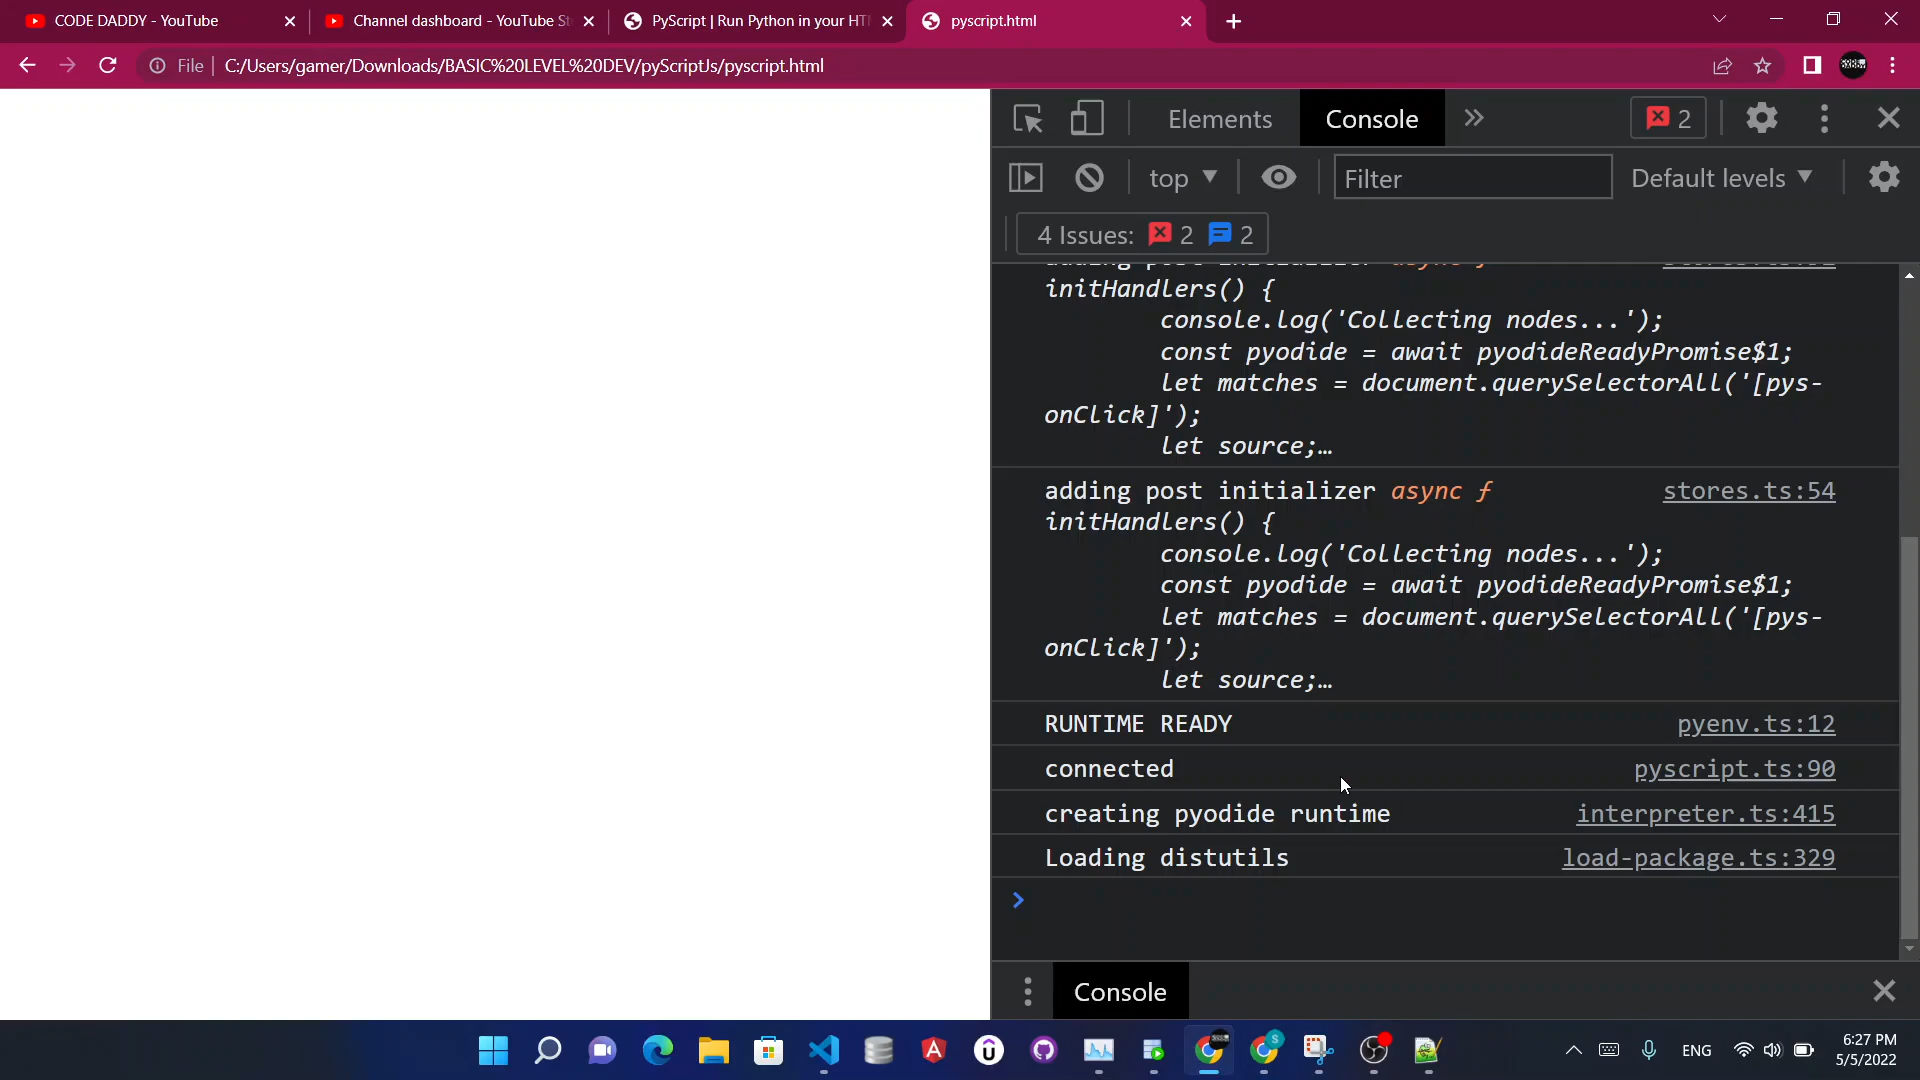 CODE DADDY - YouTube
Channel dashboard - YouTube St
PyScript | Run Python in your HT
pyscript.html
File
C:/Users/gamer/Downloads/BASIC%20LEVEL%20DEV/pyScriptJs/pyscript.html
Elements
Console
2
top
Filter
Default levels
4 Issues: 2 2
adding post initializer async ƒ
initHandlers() {
console.log('Collecting nodes...');
const pyodide = await pyodideReadyPromise$1;
let matches = document.querySelectorAll('[pys-
onClick]');
let source;…
adding post initializer async ƒ stores.ts:54
initHandlers() {
console.log('Collecting nodes...');
const pyodide = await pyodideReadyPromise$1;
let matches = document.querySelectorAll('[pys-
onClick]');
let source;…
RUNTIME READY pyenv.ts:12
connected pyscript.ts:90
creating pyodide runtime interpreter.ts:415
Loading distutils load-package.ts:329
Console
ENG
6:27 PM
5/5/2022